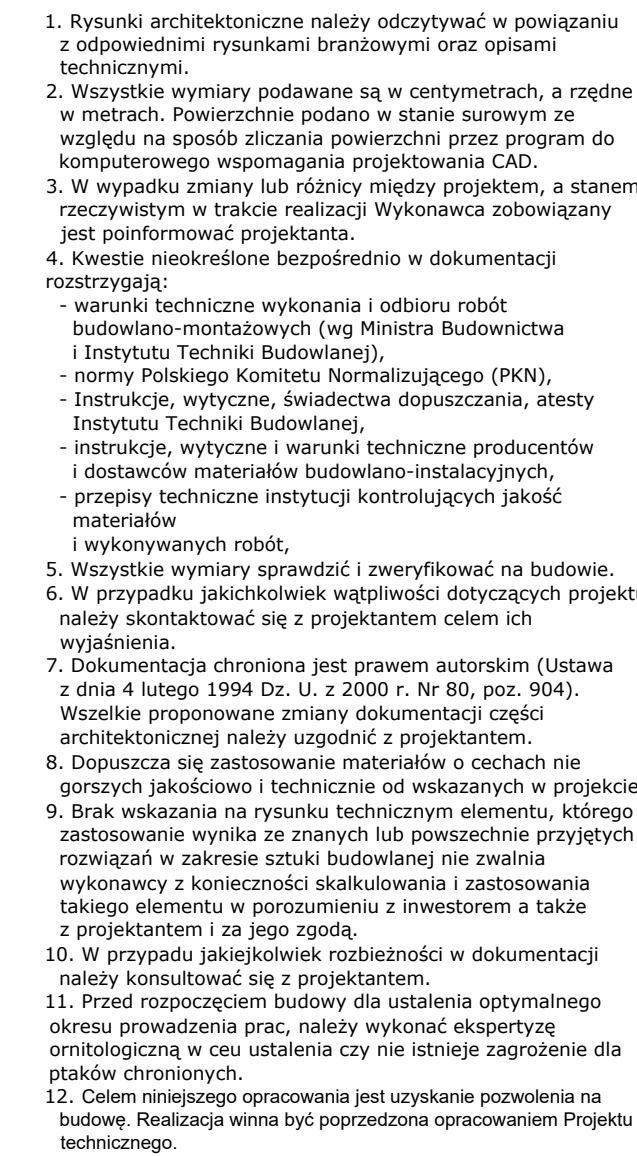 1. Rysunki architektoniczne należy odczytywać w powiązaniu
z odpowiednimi rysunkami branżowymi oraz opisami
technicznymi.
2. Wszystkie wymiary podawane są w centymetrach, a rzędne
w metrach. Powierzchnie podano w stanie surowym ze
względu na sposób zliczania powierzchni przez program do
komputerowego wspomagania projektowania CAD.
3. W wypadku zmiany lub różnicy między projektem, a stanem
rzeczywistym w trakcie realizacji Wykonawca zobowiązany
jest poinformować projektanta.
4. Kwestie nieokreślone bezpośrednio w dokumentacji
rozstrzygają:
- warunki techniczne wykonania i odbioru robót
budowlano-montażowych (wg Ministra Budownictwa
i Instytutu Techniki Budowlanej),
- normy Polskiego Komitetu Normalizującego (PKN),
- Instrukcje, wytyczne, świadectwa dopuszczania, atesty
Instytutu Techniki Budowlanej,
- instrukcje, wytyczne i warunki techniczne producentów
i dostawców materiałów budowlano-instalacyjnych,
- przepisy techniczne instytucji kontrolujących jakość
materiałów
i wykonywanych robót,
5. Wszystkie wymiary sprawdzić i zweryfikować na budowie.
6. W przypadku jakichkolwiek wątpliwości dotyczących projektu
należy skontaktować się z projektantem celem ich
wyjaśnienia.
7. Dokumentacja chroniona jest prawem autorskim (Ustawa
z dnia 4 lutego 1994 Dz. U. z 2000 r. Nr 80, poz. 904).
Wszelkie proponowane zmiany dokumentacji części
architektonicznej należy uzgodnić z projektantem.
8. Dopuszcza się zastosowanie materiałów o cechach nie
gorszych jakościowo i technicznie od wskazanych w projekcie
9. Brak wskazania na rysunku technicznym elementu, którego
zastosowanie wynika ze znanych lub powszechnie przyjętych
rozwiązań w zakresie sztuki budowlanej nie zwalnia
wykonawcy z konieczności skalkulowania i zastosowania
takiego elementu w porozumieniu z inwestorem a także
z projektantem i za jego zgodą.
10. W przypadu jakiejkolwiek rozbieżności w dokumentacji
należy konsultować się z projektantem.
11. Przed rozpoczęciem budowy dla ustalenia optymalnego
okresu prowadzenia prac, należy wykonać ekspertyzę
ornitologiczną w ceu ustalenia czy nie istnieje zagrożenie dla
ptaków chronionych.
12. Celem niniejszego opracowania jest uzyskanie pozwolenia na
budowę. Realizacja winna być poprzedzona opracowaniem Projektu
technicznego.